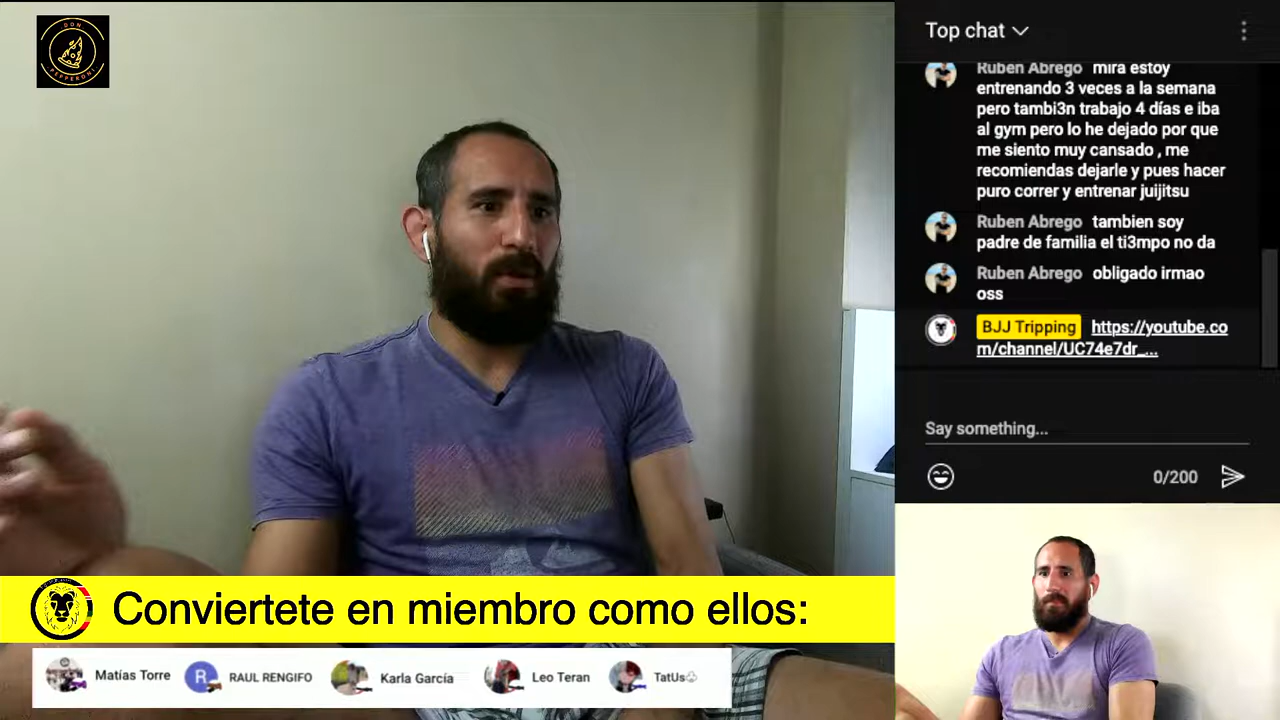 DON
PEPPERONI
Top chat
Ruben Abrego mira estoy
entrenando 3 veces a la semana
pero tambi3n trabajo 4 días e iba
al gym pero lo he dejado por que
me siento muy cansado , me
recomiendas dejarle y pues hacer
puro correr y entrenar juijitsu
Ruben Abrego tambien soy
padre de familia el ti3mpo no da
Ruben Abrego obligado irmao
oss
BJJ Tripping https://youtube.co
m/channel/UC74e7dr_...
Say something...
0/200
Conviertete en miembro como ellos:
Matías Torre
R RAUL RENGIFO
Karla García
Leo Teran
TatUs♧